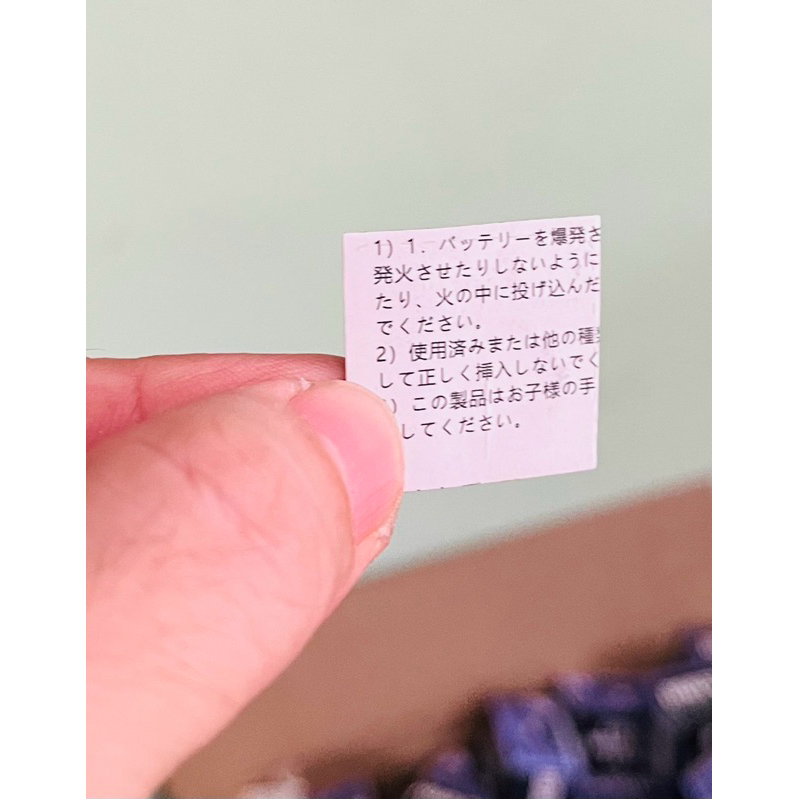 1) 1. バッテリーを爆発さ
発火させたりしないように
たり、火の中に投げ込んだ
でください。
2) 使用済みまたは他の種
して正しく挿入しないでく
) この製品はお子様の手
してください。